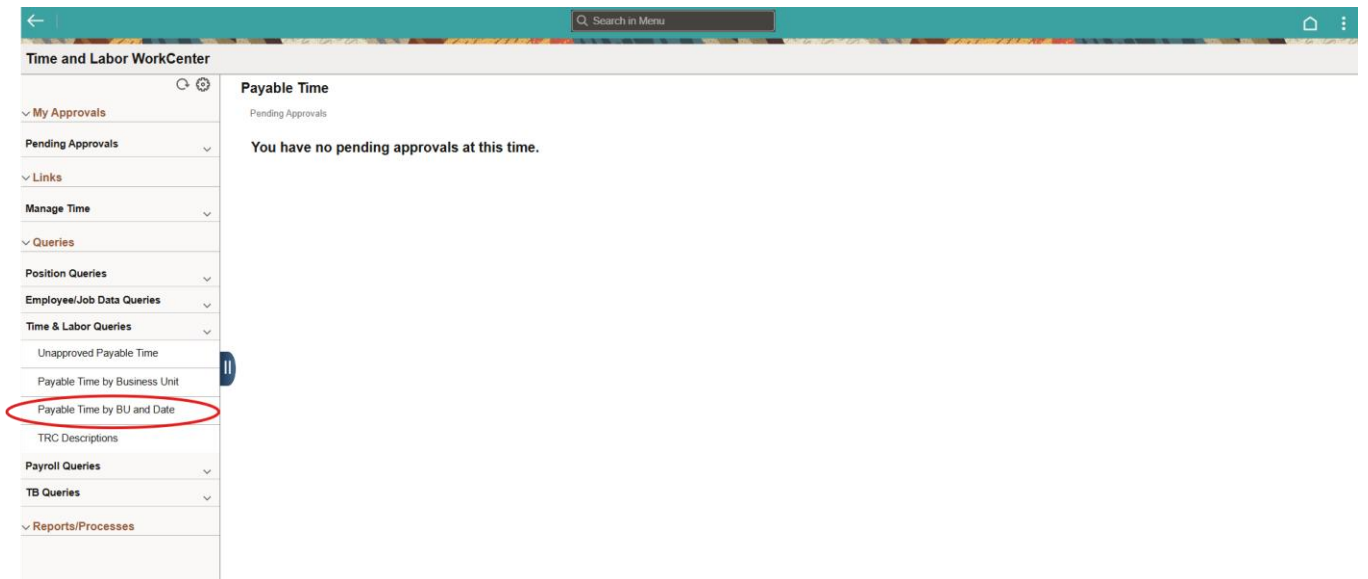 Search in Menu
Time and Labor WorkCenter
My Approvals
Pending Approvals
Links
Manage Time
Queries
Position Queries
Employee/Job Data Queries
Time & Labor Queries
Unapproved Payable Time
Payable Time by Business Unit
Payable Time by BU and Date
TRC Descriptions
Payroll Queries
TB Queries
Reports/Processes
Payable Time
Pending Approvals
You have no pending approvals at this time.